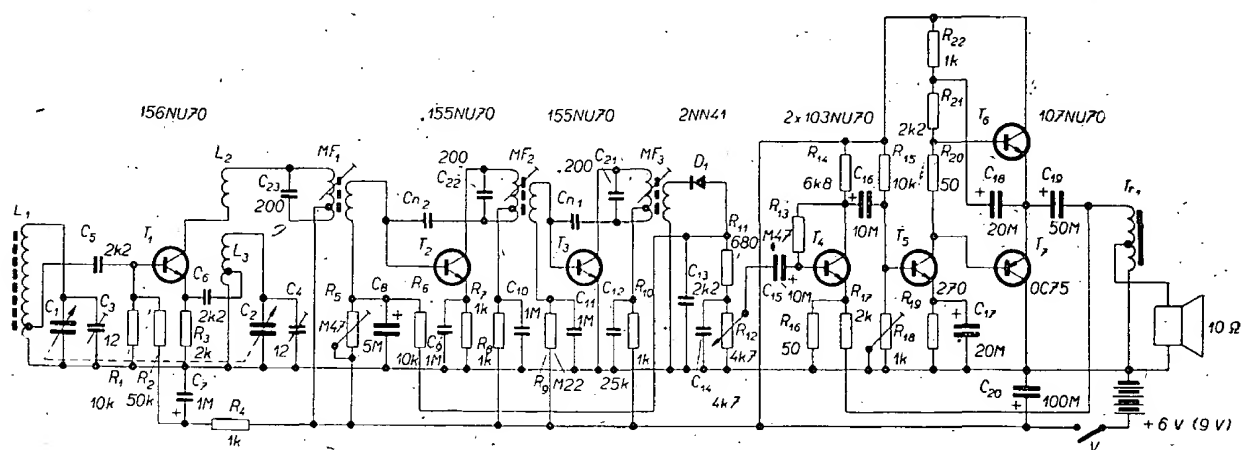 156NU70
155NU70
155NU70
2NN41
2x103NU70
107NU70
L1
C5
2k2
T1
L2
C23
200
MF1
L3
C6
2k2
C1
C3
12
R1
10k
R2
50k
R3
2k
C7
1M
+
R4
1k
C2
C4
12
R5
M47
C8
5M
+
Cn2
200
C22
MF2
T2
R6
10k
C9
1M
R7
1k
R8
1k
C10
1M
Cn1
200
C21
MF3
T3
R9
M22
C11
1M
C12
25k
R10
1k
D1
R11
680
C13
2k2
C14
4k7
R12
4k7
M47
C15
10M
+
R13
R14
6k8
C16
10M
+
T4
R16
50
R17
2k
R15
10k
T5
R18
1k
R19
270
C17
20M
+
R22
1k
R21
2k2
R20
50
T6
C18
20M
+
C19
50M
+
T7
OC75
C20
100M
+
Tr1
10 Ω
V
+6 V (9 V)